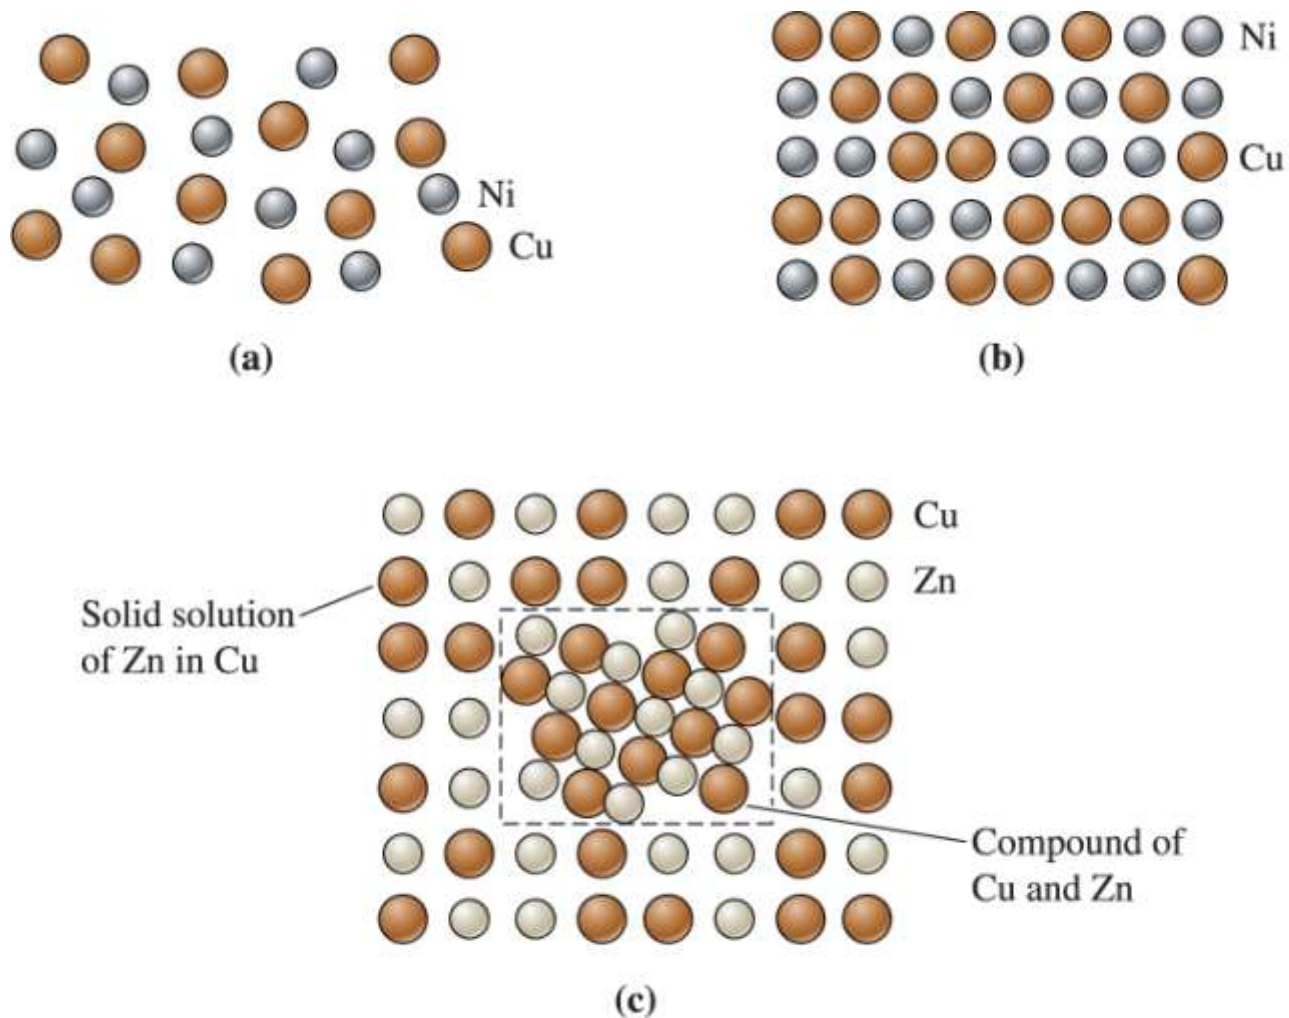 Ni
Cu
(a)
Ni
Cu
(b)
Cu
Zn
Solid solution
of Zn in Cu
Compound of
Cu and Zn
(c)